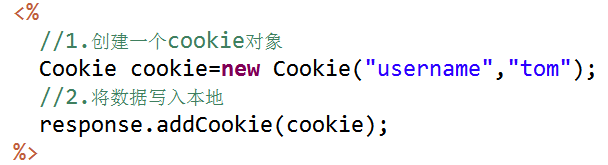 <%
//1.创建一个cookie对象
Cookie cookie=new Cookie("username","tom");
//2.将数据写入本地
response.addCookie(cookie);
%>